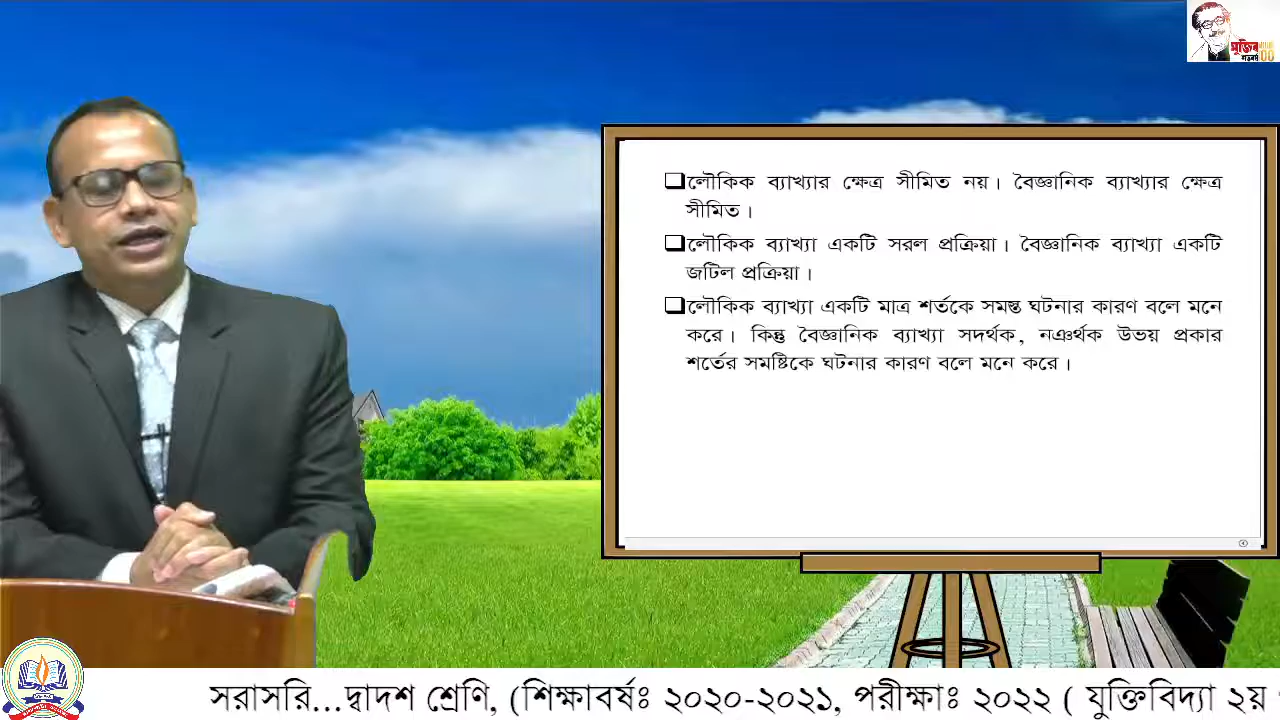 মুজিব
100
লৌকিক ব্যাখ্যার ক্ষেত্র সীমিত নয়। বৈজ্ঞানিক ব্যাখ্যার ক্ষেত্র
সীমিত।
লৌকিক ব্যাখ্যা একটি সরল প্রক্রিয়া। বৈজ্ঞানিক ব্যাখ্যা একটি
জটিল প্রক্রিয়া।
লৌকিক ব্যাখ্যা একটি মাত্র শর্তকে সমস্ত ঘটনার কারণ বলে মনে
করে। কিন্তু বৈজ্ঞানিক ব্যাখ্যা সদর্থক, নঞর্থক উভয় প্রকার
শর্তের সমষ্টিকে ঘটনার কারণ বলে মনে করে।
সরাসরি...দ্বাদশ শ্রেণি, (শিক্ষাবর্ষঃ ২০২০-২০২১, পরীক্ষাঃ ২০২২ ( যুক্তিবিদ্যা ২য়